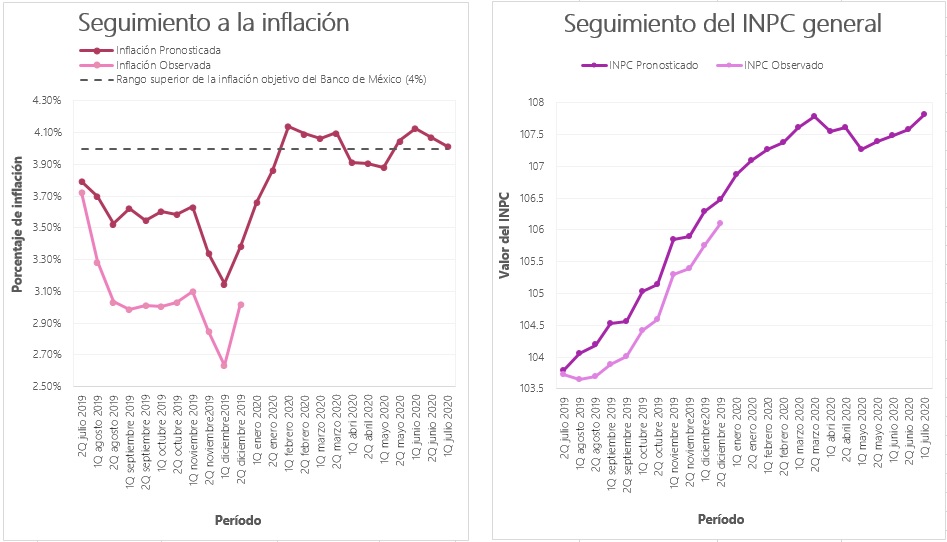 Seguimiento a la inflación
Inflación Pronosticada
Inflación Observada
Rango superior de la inflación objetivo del Banco de México (4%)
4.30%
4.10%
3.90%
3.70%
3.50%
3.30%
3.10%
2.90%
2.70%
2.50%
Porcentaje de inflación
2Q julio 2019
1Q agosto 2019
2Q agosto 2019
1Q septiembre 2019
2Q septiembre 2019
1Q octubre 2019
2Q octubre 2019
1Q noviembre 2019
2Q noviembre2019
1Q diciembre2019
2Q diciembre 2019
1Q enero 2020
2Q enero 2020
1Q febrero 2020
2Q febrero 2020
1Q marzo 2020
2Q marzo 2020
1Q abril 2020
2Q abril 2020
1Q mayo 2020
2Q mayo 2020
1Q junio 2020
2Q junio 2020
1Q julio 2020
Período
Seguimiento del INPC general
INPC Pronosticado
INPC Observado
108
107.5
107
106.5
106
105.5
105
104.5
104
103.5
Valor del INPC
2Q julio 2019
1Q agosto 2019
2Q agosto 2019
1Q septiembre 2019
2Q septiembre 2019
1Q octubre 2019
2Q octubre 2019
1Q noviembre 2019
2Q noviembre2019
1Q diciembre2019
2Q diciembre 2019
1Q enero 2020
2Q enero 2020
1Q febrero 2020
2Q febrero 2020
1Q marzo 2020
2Q marzo 2020
1Q abril 2020
2Q abril 2020
1Q mayo 2020
2Q mayo 2020
1Q junio 2020
2Q junio 2020
1Q julio 2020
Período